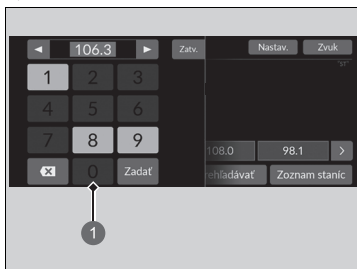 106.3 Zatv. Nastav. Zvuk
"ST"
1 2 3
4 5 6
7 8 9
108.0 98.1 >
0 Zadať
Zoznam staníc
1